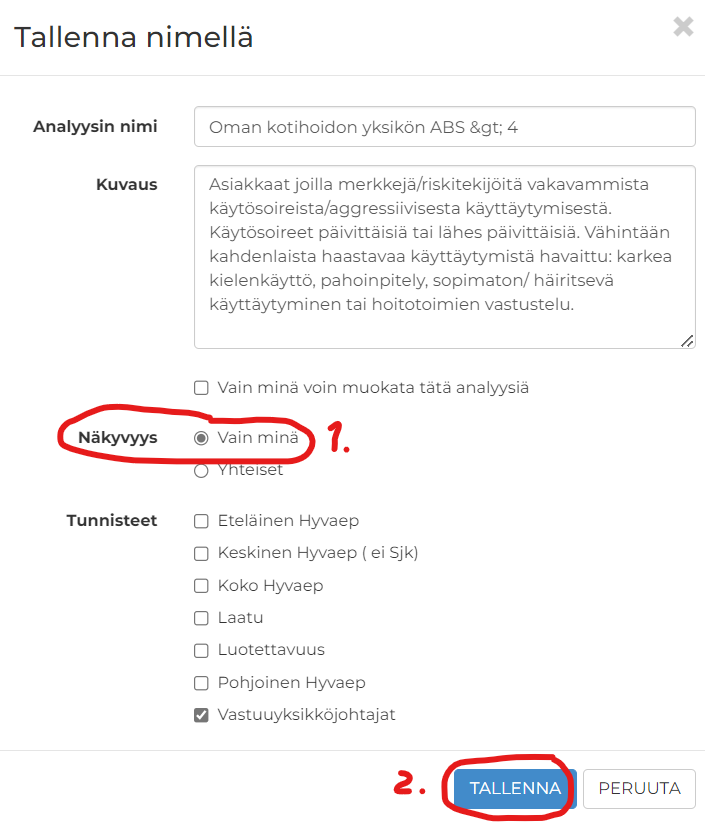 Tallenna nimellä
Analyysin nimi
Oman kotihoidon yksikön ABS &gt; 4
Kuvaus
Asiakkaat joilla merkkejä/riskitekijöitä vakavammista
käytösoireista/aggressiivisesta käyttäytymisestä.
Käytösoireet päivittäisiä tai lähes päivittäisiä. Vähintään
kahdenlaista haastavaa käyttäytymistä havaittu: karkea
kielenkäyttö, pahoinpitely, sopimaton/ häiritsevä
käyttäytyminen tai hoitotoimien vastustelu.
Vain minä voin muokata tätä analyysiä
Näkyvyys Vain minä 1.
Yhteiset
Tunnisteet Eteläinen Hyvaep
Keskinen Hyvaep ( ei Sjk)
Koko Hyvaep
Laatu
Luotettavuus
Pohjoinen Hyvaep
Vastuuyksikköjohtajat
2. TALLENNA PERUUTA